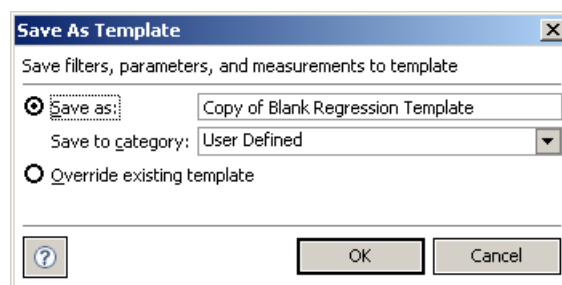 Save As Template
Save filters, parameters, and measurements to template
Save as: Copy of Blank Regression Template
Save to category: User Defined
Override existing template
? OK Cancel